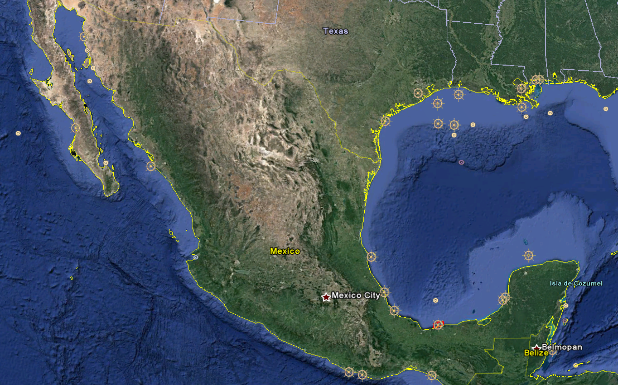 Texas
Mexico
Mexico City
Isla de Cozumel
Belmopan
Belize